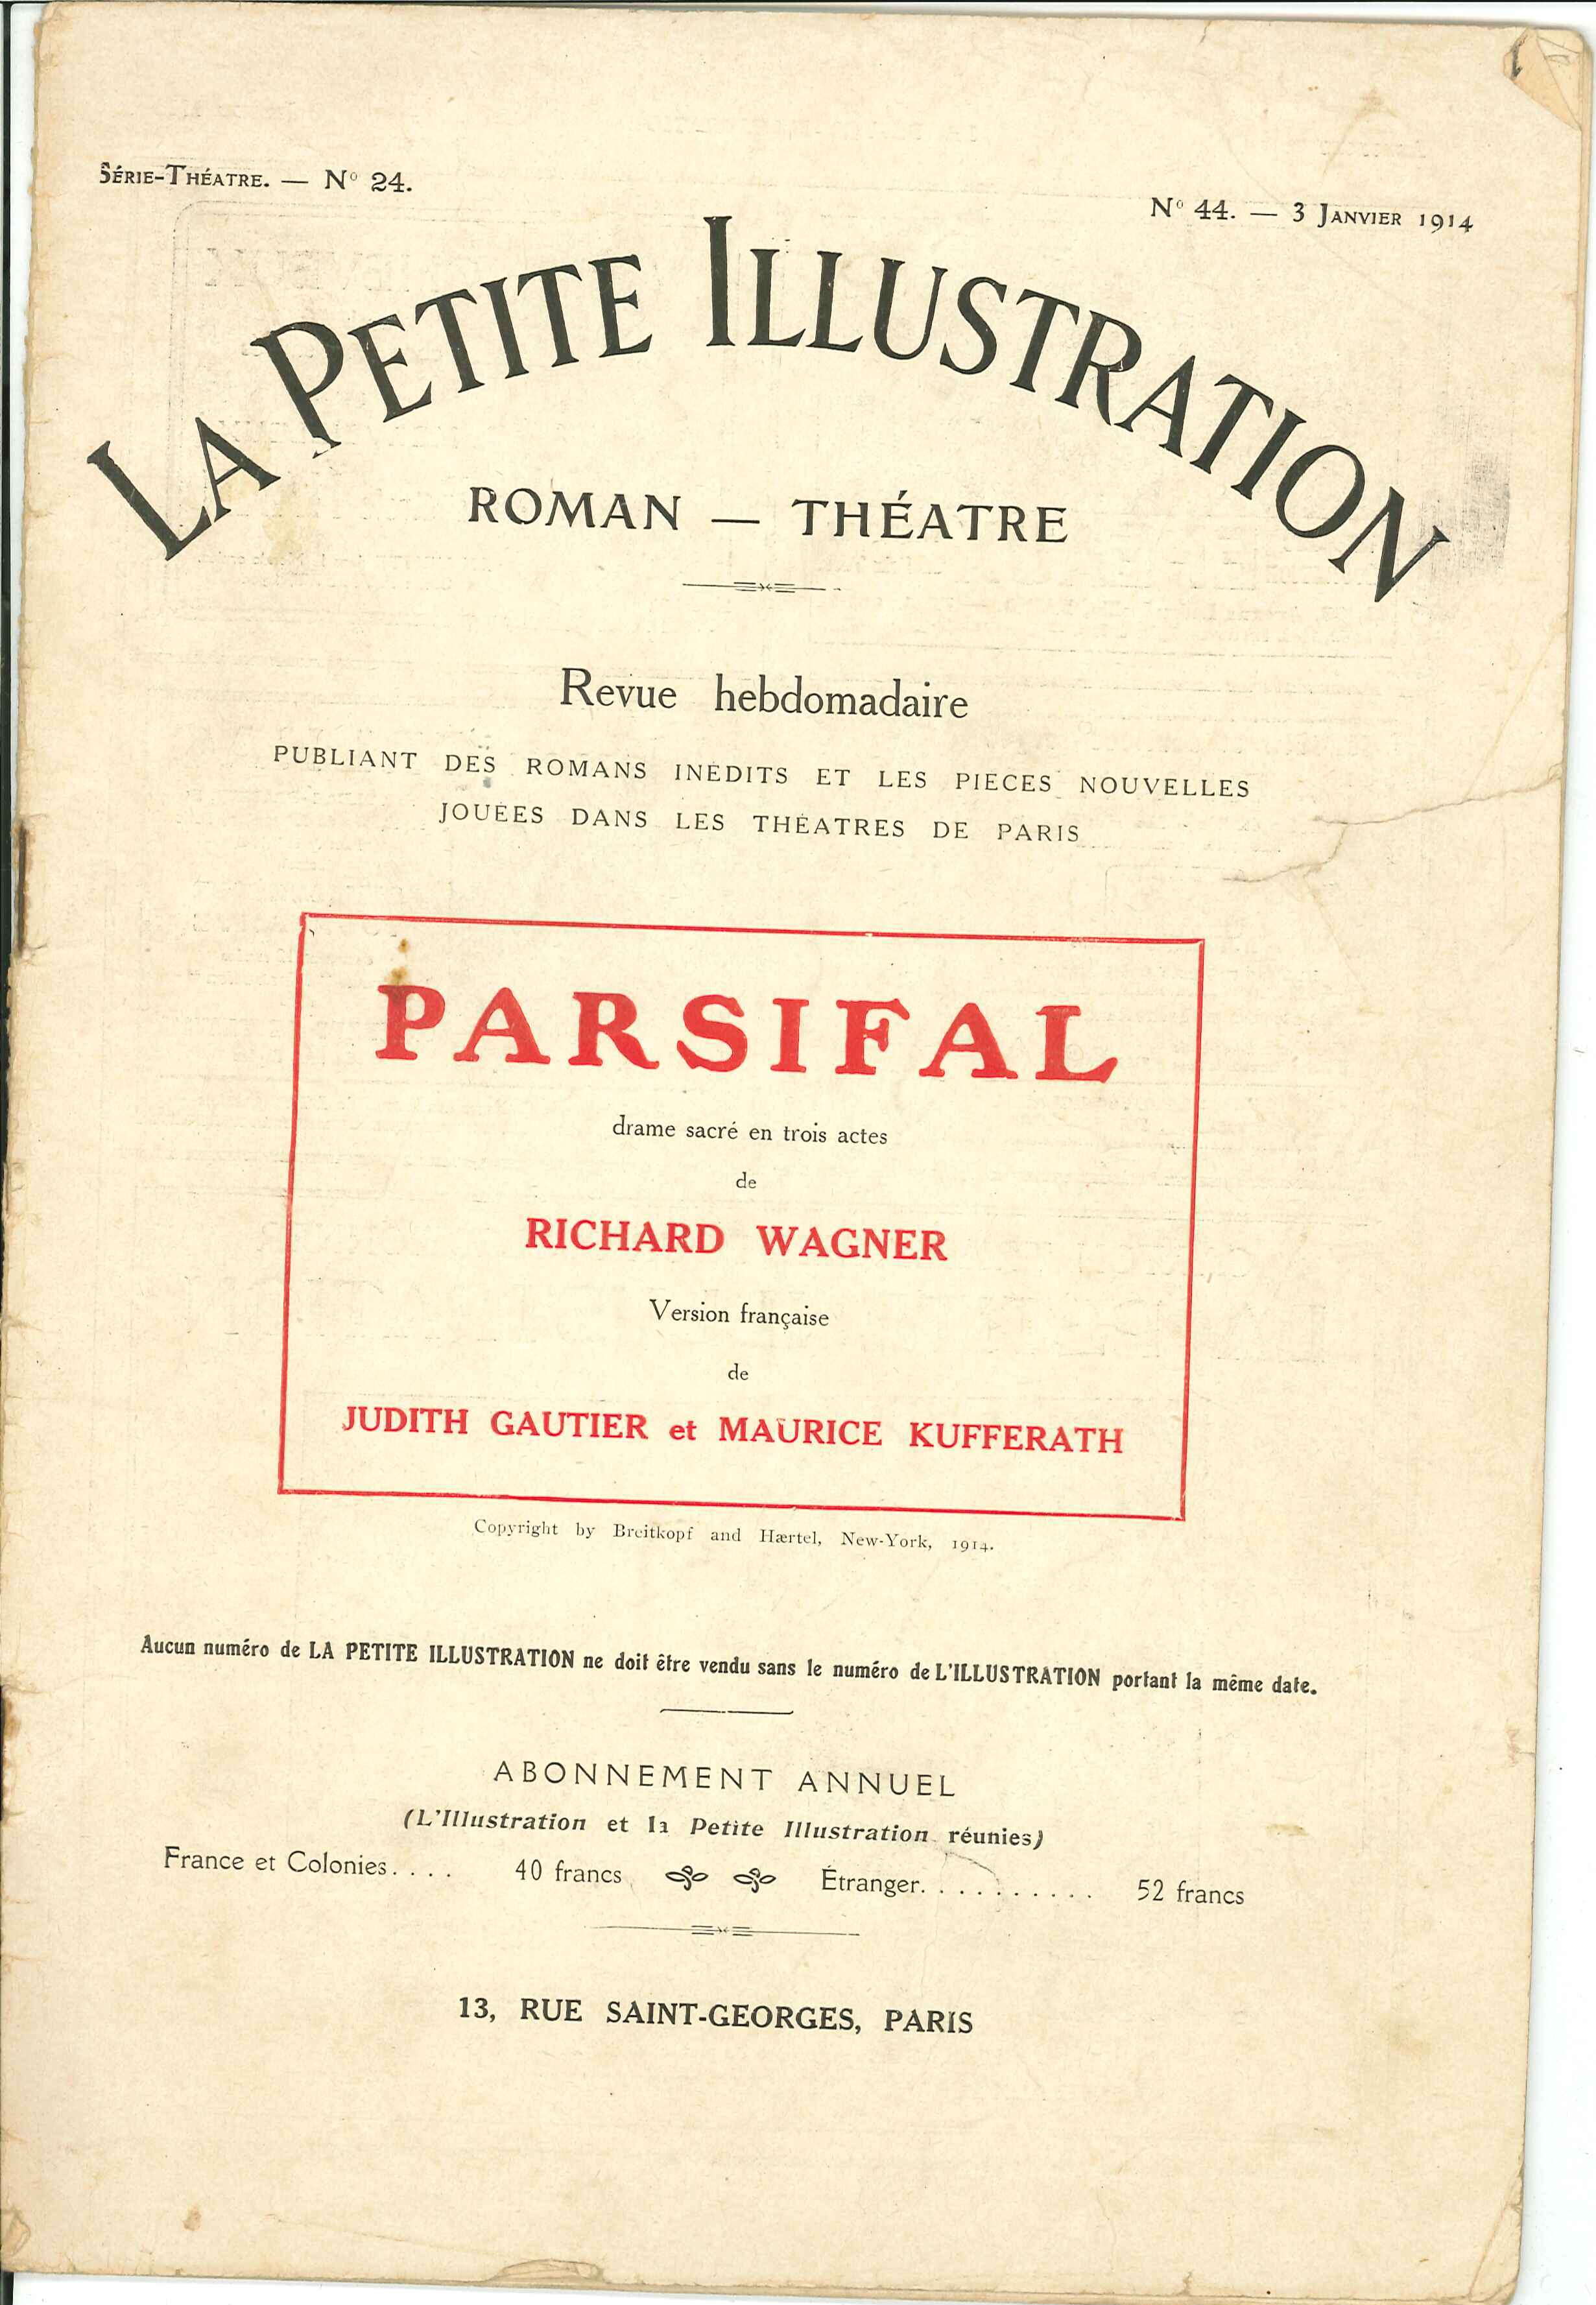 Série-Théatre. — N° 24.
N° 44. — 3 Janvier 1914
La Petite Illustration
ROMAN — THÉATRE
Revue hebdomadaire
PUBLIANT DES ROMANS INÉDITS ET LES PIECES NOUVELLES
JOUÉES DANS LES THÉATRES DE PARIS
PARSIFAL
drame sacré en trois actes
de
RICHARD WAGNER
Version française
de
JUDITH GAUTIER et MAURICE KUFFERATH
Copyright by Breitkopf and Hærtel, New-York, 1914.
Aucun numéro de LA PETITE ILLUSTRATION ne doit être vendu sans le numéro de L'ILLUSTRATION portant la même date.
ABONNEMENT ANNUEL
(L'Illustration et la Petite Illustration réunies)
France et Colonies.... 40 francs Étranger.......... 52 francs
13, RUE SAINT-GEORGES, PARIS